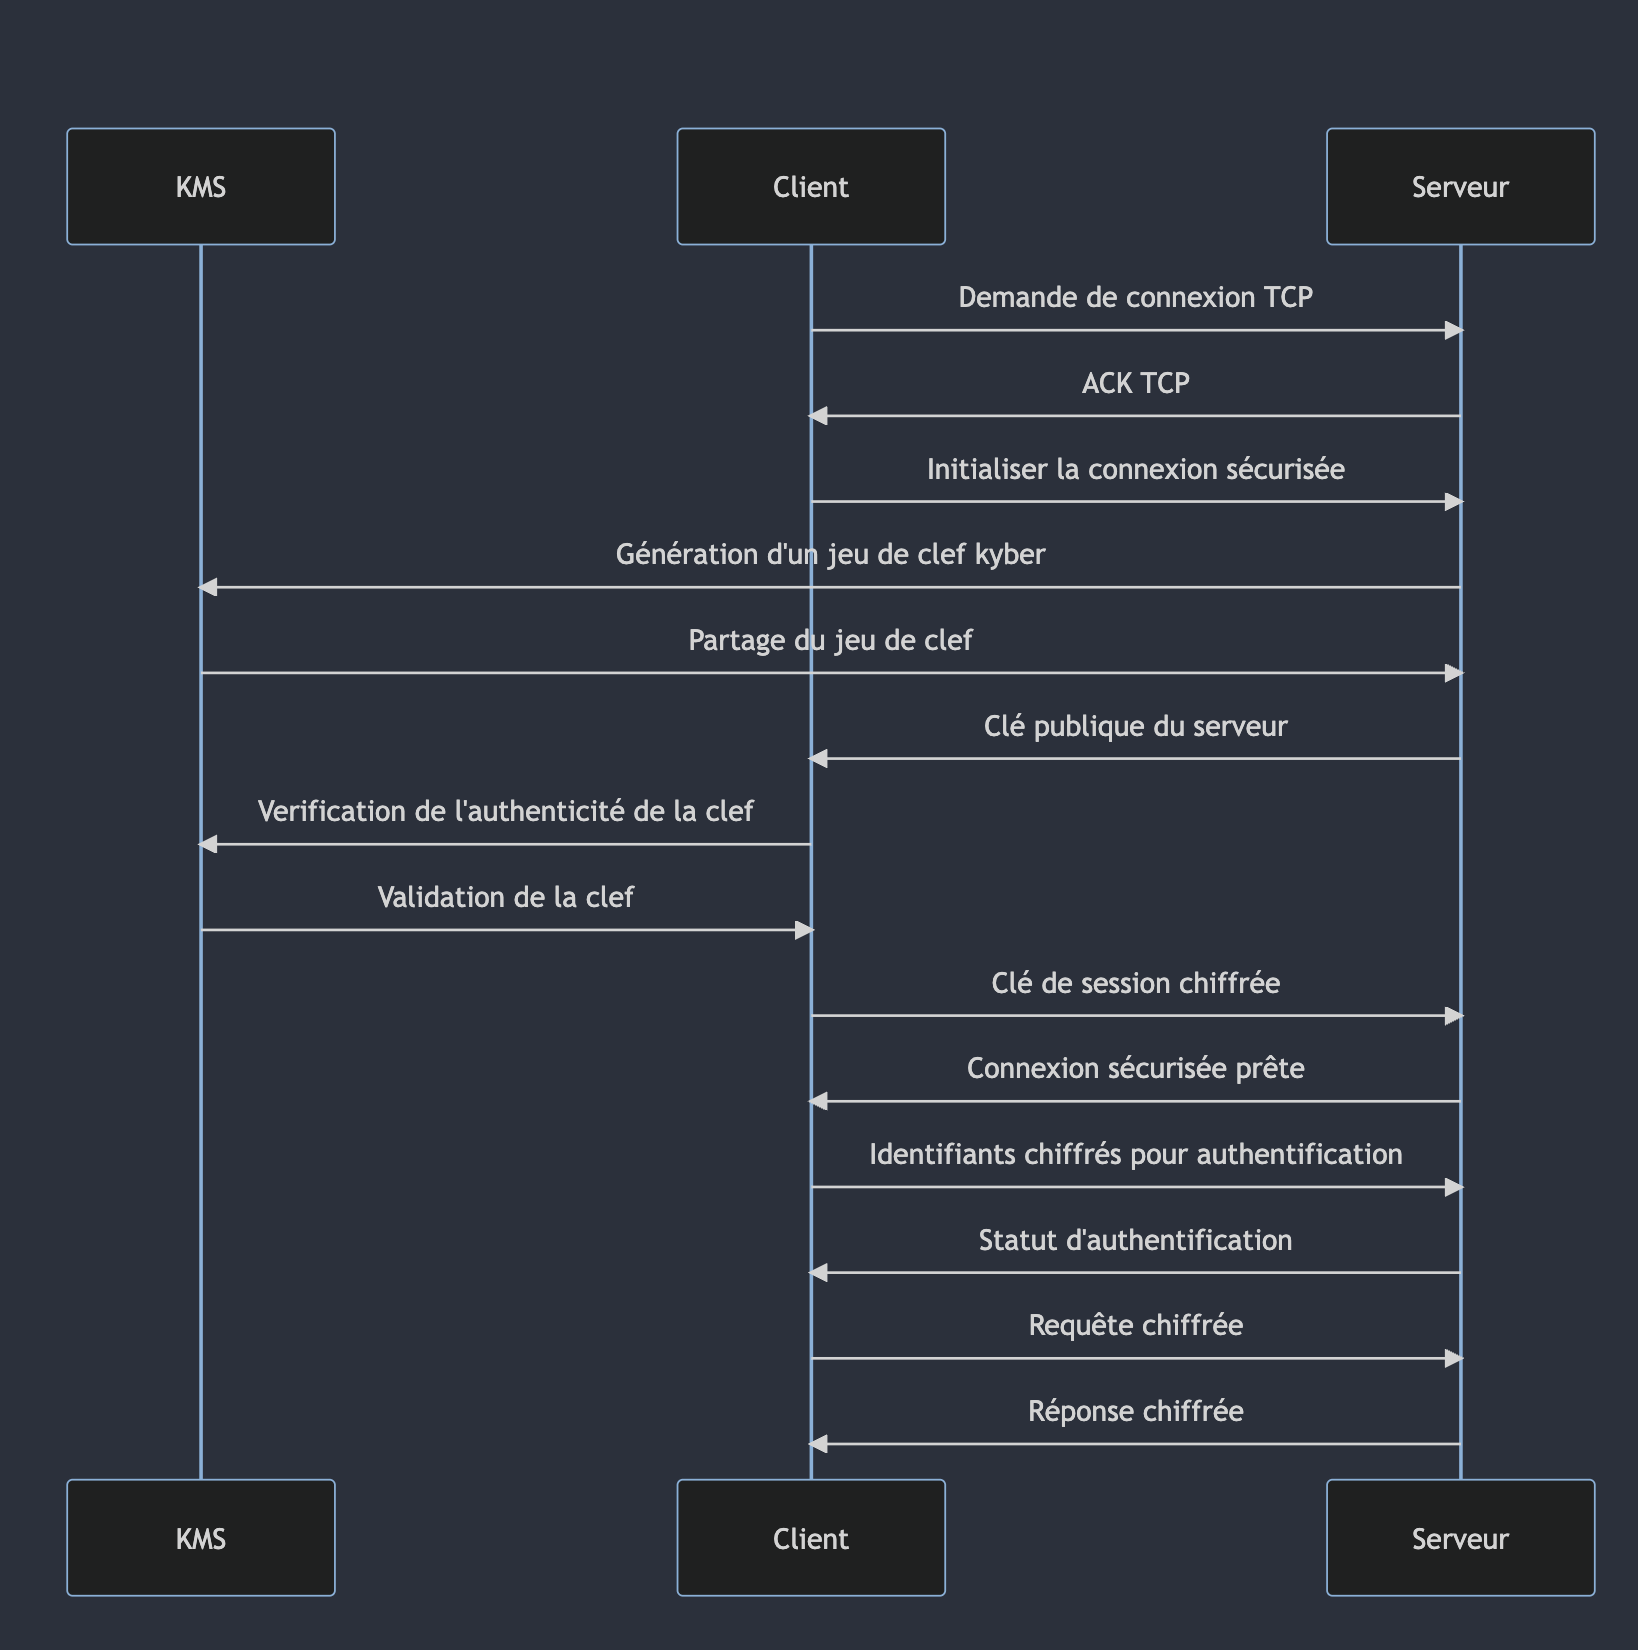 KMS
Client
Serveur
Demande de connexion TCP
ACK TCP
Initialiser la connexion sécurisée
Génération d'un jeu de clef kyber
Partage du jeu de clef
Clé publique du serveur
Verification de l'authenticité de la clef
Validation de la clef
Clé de session chiffrée
Connexion sécurisée prête
Identifiants chiffrés pour authentification
Statut d'authentification
Requête chiffrée
Réponse chiffrée
KMS
Client
Serveur